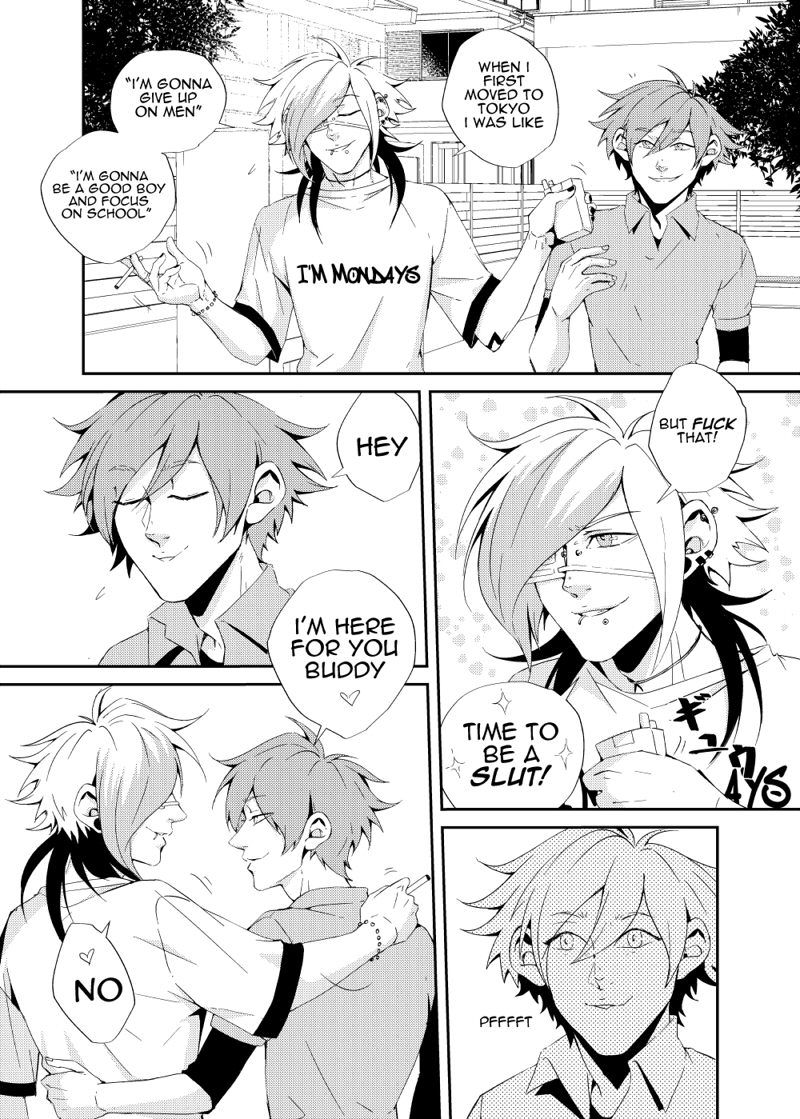 WHEN
I
FIRST
MOVED TO
TOKYO
I WAS LIKE
"I'M GONNA
GIVE UP
ON MEN"
"I'M GONNA
BE A GOOD BOY
AND FOCUS
ON SCHOOL"
I'M MONDAYS
BUT FUCK
THAT!
TIME TO
BE A
SLUT!
AYS
PFFFFT
HEY
I'M HERE
FOR YOU
BUDDY
NO